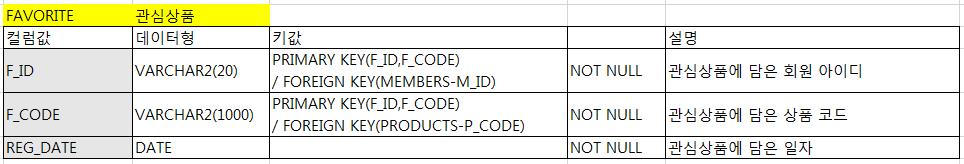 FAVORITE 관심상품
컬럼값 데이터형 키값 설명
F_ID VARCHAR2(20) PRIMARY KEY(F_ID,F_CODE) / FOREIGN KEY(MEMBERS-M_ID) NOT NULL 관심상품에 담은 회원 아이디
F_CODE VARCHAR2(1000) PRIMARY KEY(F_ID,F_CODE) / FOREIGN KEY(PRODUCTS-P_CODE) NOT NULL 관심상품에 담은 상품 코드
REG_DATE DATE NOT NULL 관심상품에 담은 일자